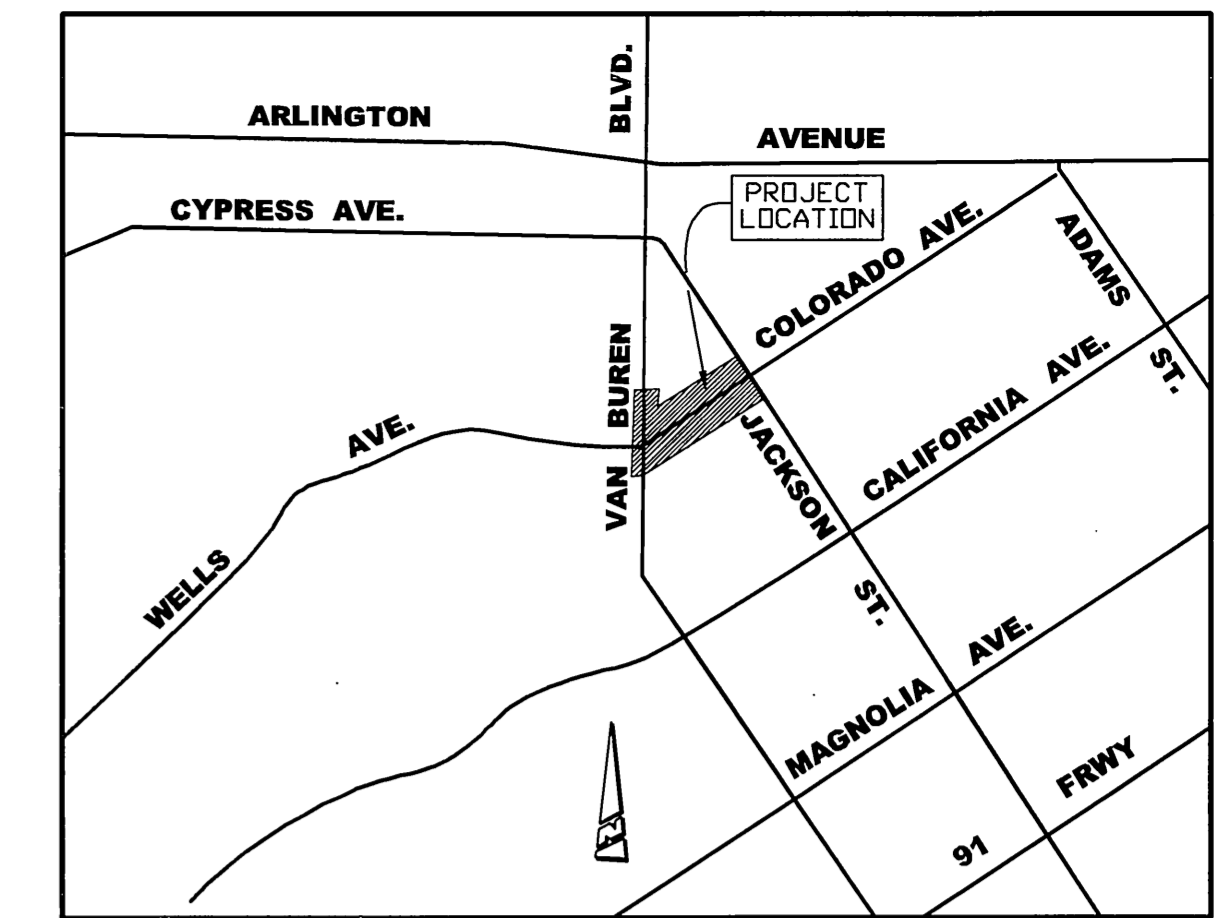 BLVD.
ARLINGTON
AVENUE
PROJECT
LOCATION
CYPRESS AVE.
COLORADO AVE.
ADAMS
ST.
VAN BUREN
AVE.
WELLS
JACKSON
ST.
CALIFORNIA AVE.
MAGNOLIA AVE.
91 FRWY
N